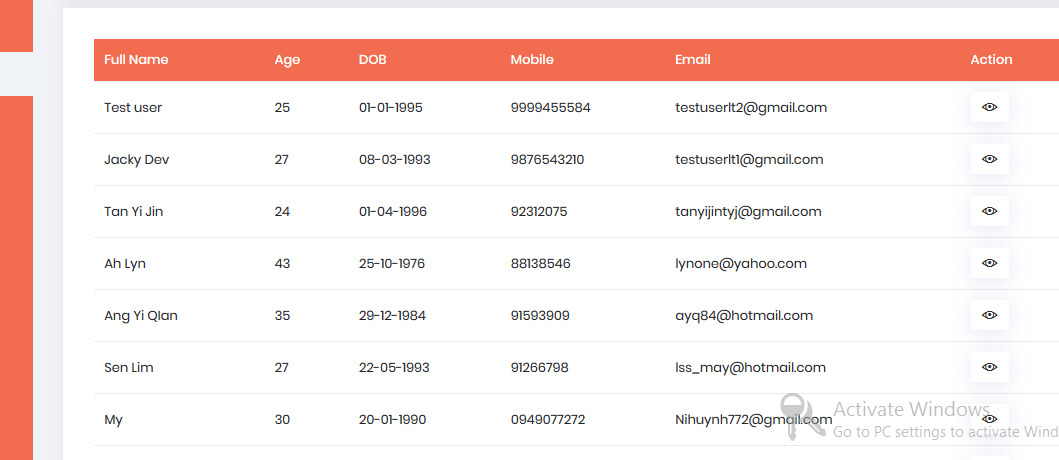 Full Name Age DOB Mobile Email Action
Test user 25 01-01-1995 9999455584 testuserlt2@gmail.com
Jacky Dev 27 08-03-1993 9876543210 testuserlt1@gmail.com
Tan Yi Jin 24 01-04-1996 92312075 tanyijintyj@gmail.com
Ah Lyn 43 25-10-1976 88138546 lynone@yahoo.com
Ang Yi QIan 35 29-12-1984 91593909 ayq84@hotmail.com
Sen Lim 27 22-05-1993 91266798 lss_may@hotmail.com
My 30 20-01-1990 0949077272 Nihuynh772@gmail.com
Activate Windows
Go to PC settings to activate Wind